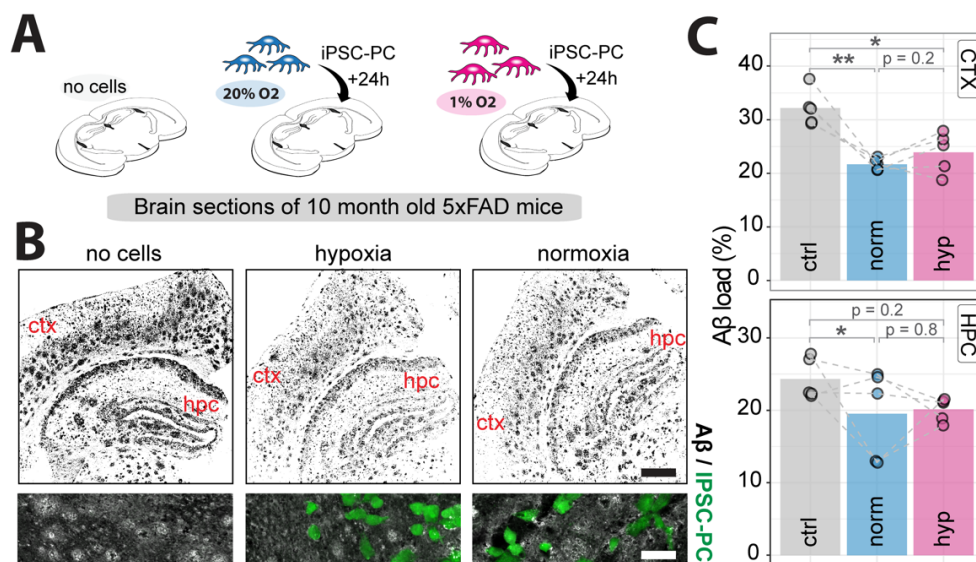 A
no cells
20% O2
iPSC-PC
+24h
1% O2
iPSC-PC
+24h
Brain sections of 10 month old 5xFAD mice
B
no cells
hypoxia
normoxia
ctx
hpc
ctx
hpc
ctx
hpc
Aβ / IPSC-PC
C
Aβ load (%)
CTX
*
**
p = 0.2
40
30
20
10
0
ctrl
norm
hyp
HPC
p = 0.2
*
p = 0.8
30
20
10
0
ctrl
norm
hyp